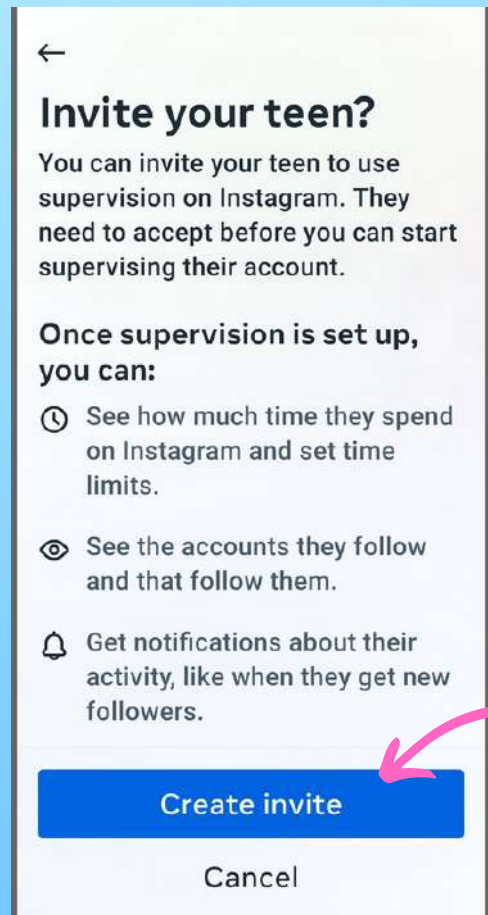 Invite your teen?
You can invite your teen to use
supervision on Instagram. They
need to accept before you can start
supervising their account.
Once supervision is set up,
you can:
See how much time they spend
on Instagram and set time
limits.
See the accounts they follow
and that follow them.
Get notifications about their
activity, like when they get new
followers.
Create invite
Cancel